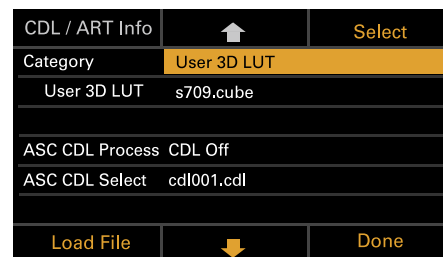 CDL / ART Info Select
Category User 3D LUT
User 3D LUT s709.cube
ASC CDL Process CDL Off
ASC CDL Select cdl001.cdl
Load File Done